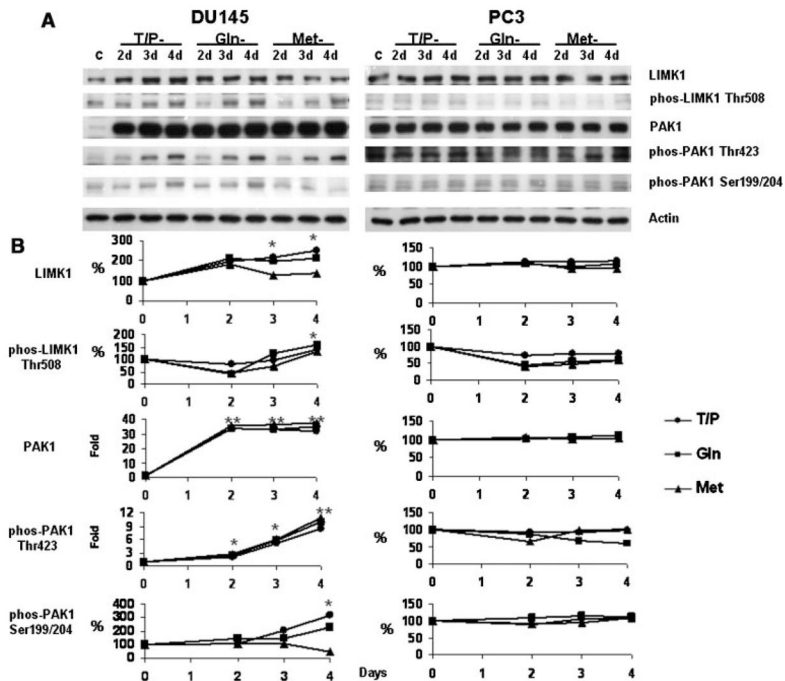 A
DU145
PC3
T/P- Gln- Met-
T/P- Gln- Met-
c 2d 3d 4d 2d 3d 4d 2d 3d 4d
c 2d 3d 4d 2d 3d 4d 2d 3d 4d
LIMK1
phos-LIMK1 Thr508
PAK1
phos-PAK1 Thr423
phos-PAK1 Ser199/204
Actin
B
LIMK1
%
300
200
100
0
* *
0 1 2 3 4
%
150
100
50
0
0 1 2 3 4
phos-LIMK1
Thr508
%
200
150
100
50
0
*
0 1 2 3 4
%
150
100
50
0
0 1 2 3 4
PAK1
Fold
40
30
20
10
0
** ** **
0 1 2 3 4
%
150
100
50
0
0 1 2 3 4
phos-PAK1
Thr423
Fold
12
9
6
3
0
* * **
0 1 2 3 4
%
150
100
50
0
0 1 2 3 4
phos-PAK1
Ser199/204
%
400
300
200
100
0
*
0 1 2 3 4
%
150
100
50
0
Days 0 1 2 3 4
T/P
Gln
Met